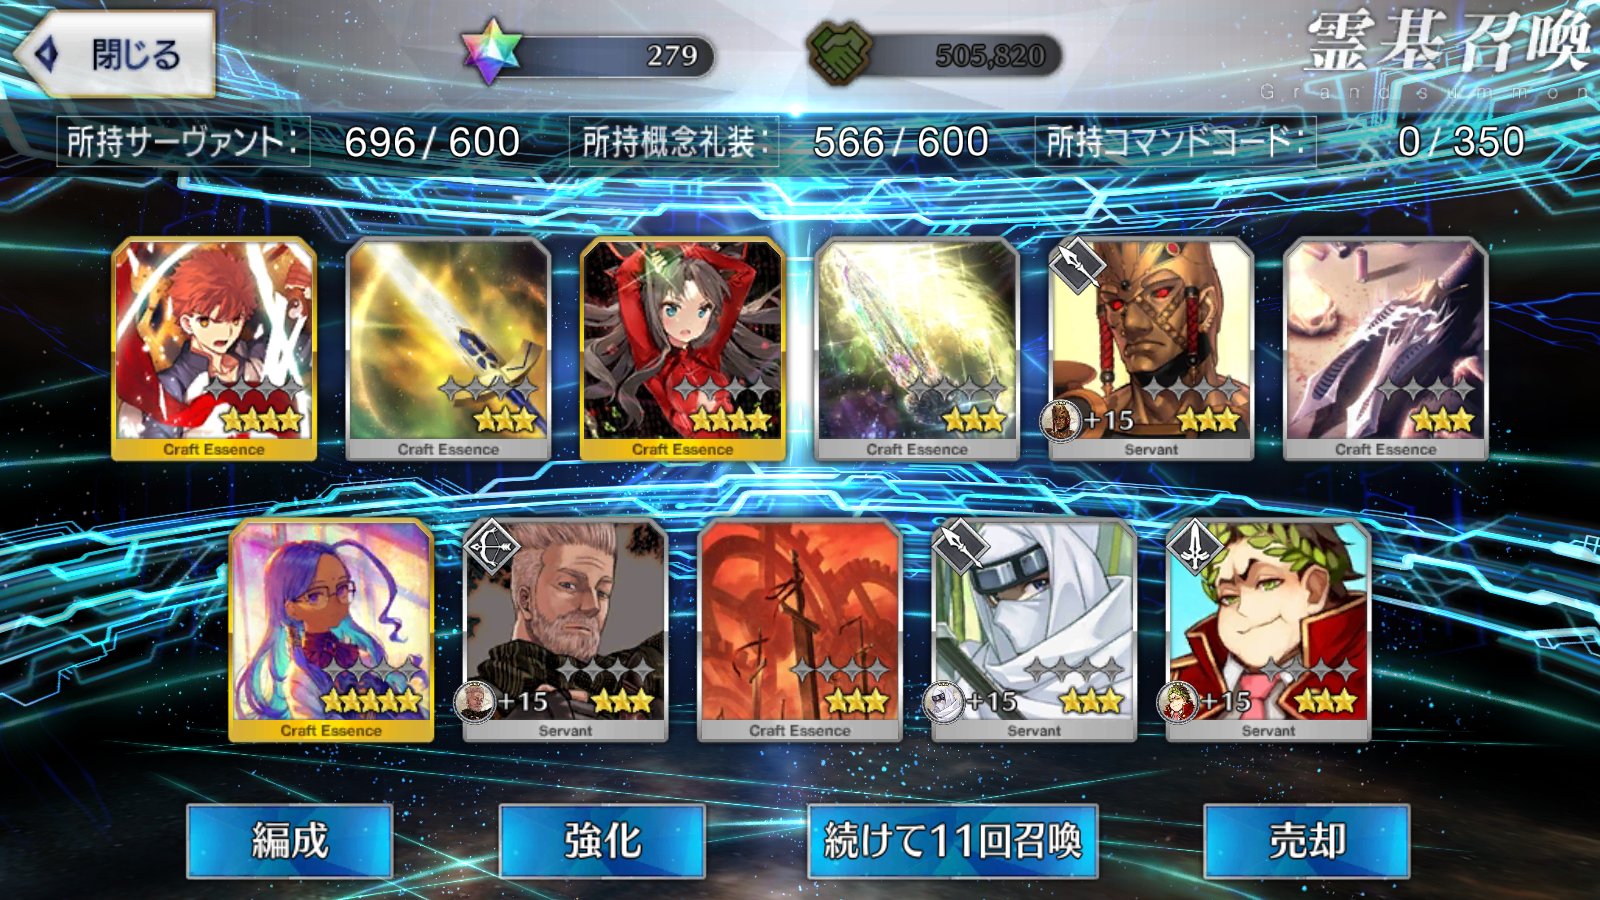 閉じる
279
505,820
霊基召喚
Grand summon
所持サーヴァント: 696 / 600
所持概念礼装: 566 / 600
所持コマンドコード: 0 / 350
Craft Essence
Craft Essence
Craft Essence
Craft Essence
+15
Servant
Craft Essence
Craft Essence
+15
Servant
Craft Essence
+15
Servant
+15
Servant
編成
強化
続けて11回召喚
売却